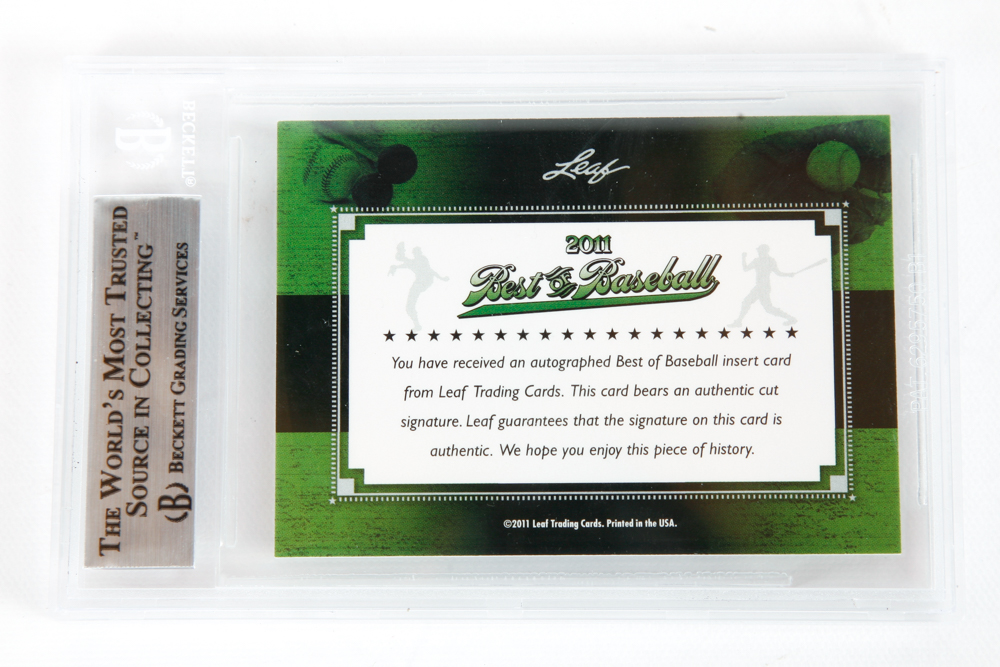 BECKETT®
THE WORLD'S MOST TRUSTED
SOURCE IN COLLECTING™
B BECKETT GRADING SERVICES
Leaf
2011
Best of Baseball
You have received an autographed Best of Baseball insert card
from Leaf Trading Cards. This card bears an authentic cut
signature. Leaf guarantees that the signature on this card is
authentic. We hope you enjoy this piece of history.
©2011 Leaf Trading Cards. Printed in the USA.